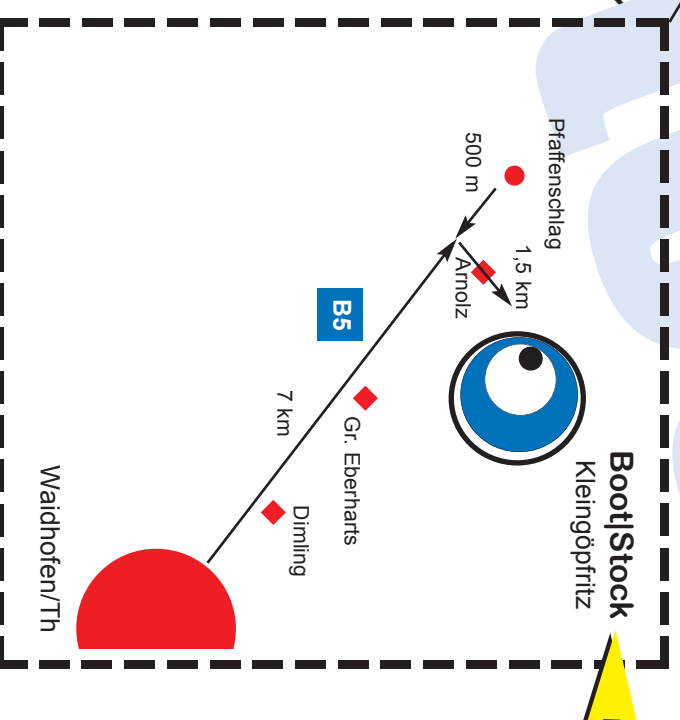 Boot|Stock
Kleingöpfritz
Pfaffenschlag
1,5 km
500 m
Arnolz
B5
Gr. Eberharts
7 km
Dimling
Waidhofen/Th